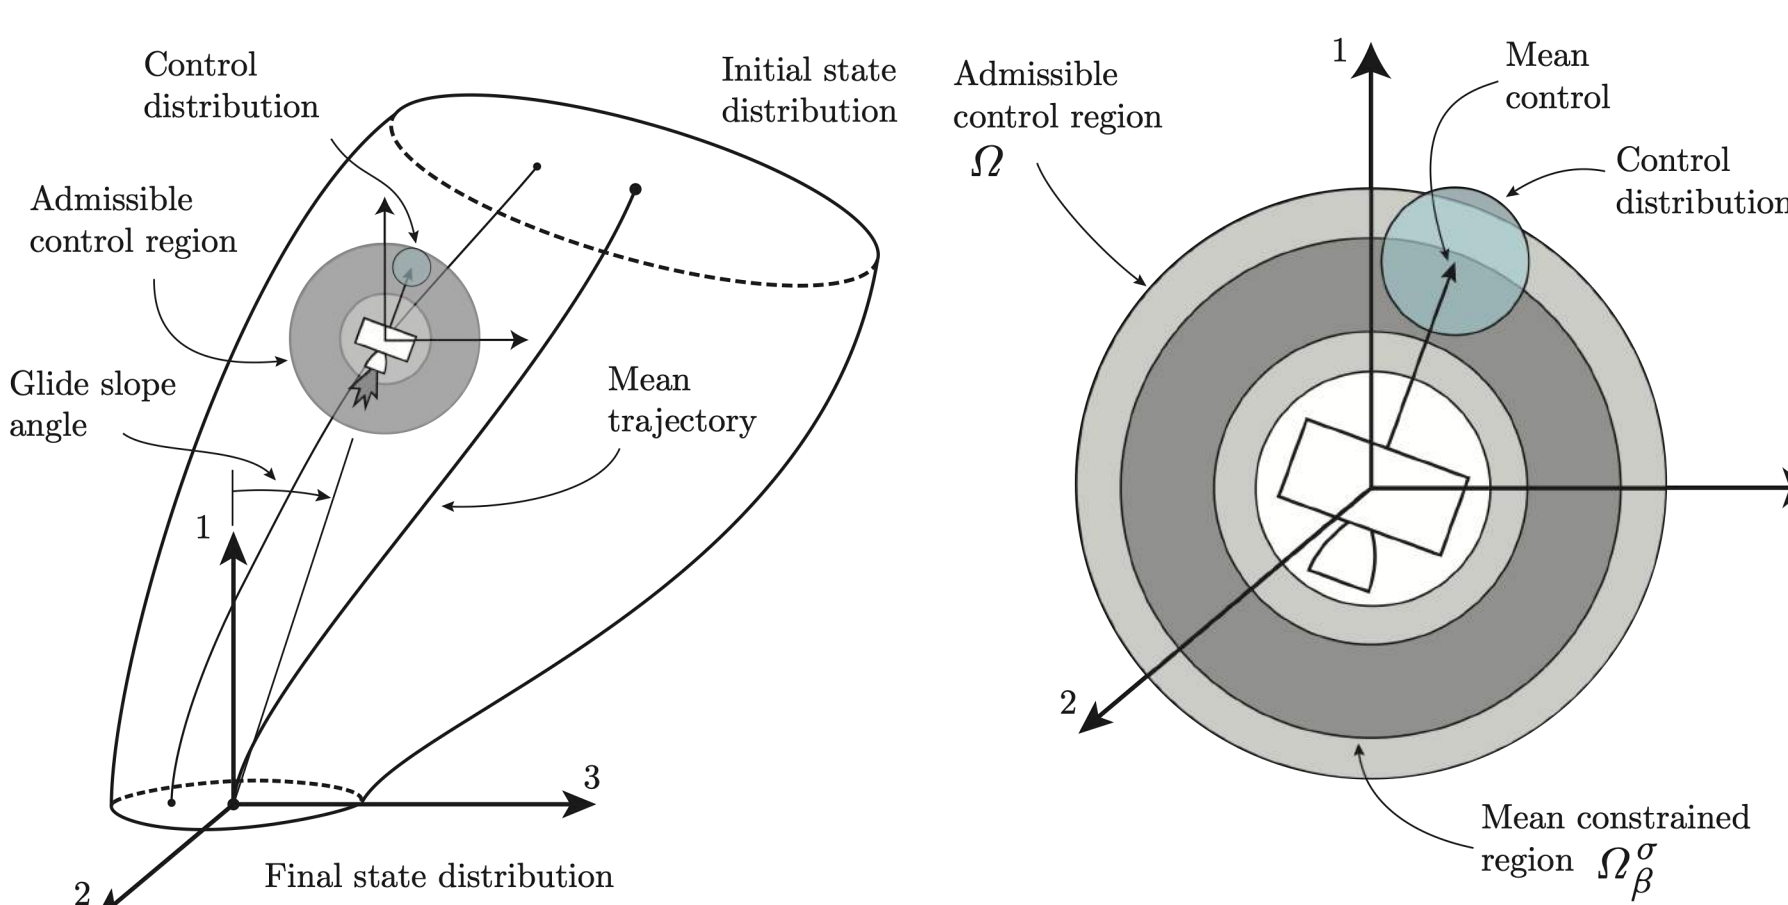 Control
distribution
Initial state
distribution
Admissible
control region
Glide slope
angle
Mean
trajectory
1
2
3
Final state distribution
Admissible
control region
Ω
1
Mean
control
Control
distribution
2
Mean constrained
region Ω_β^σ